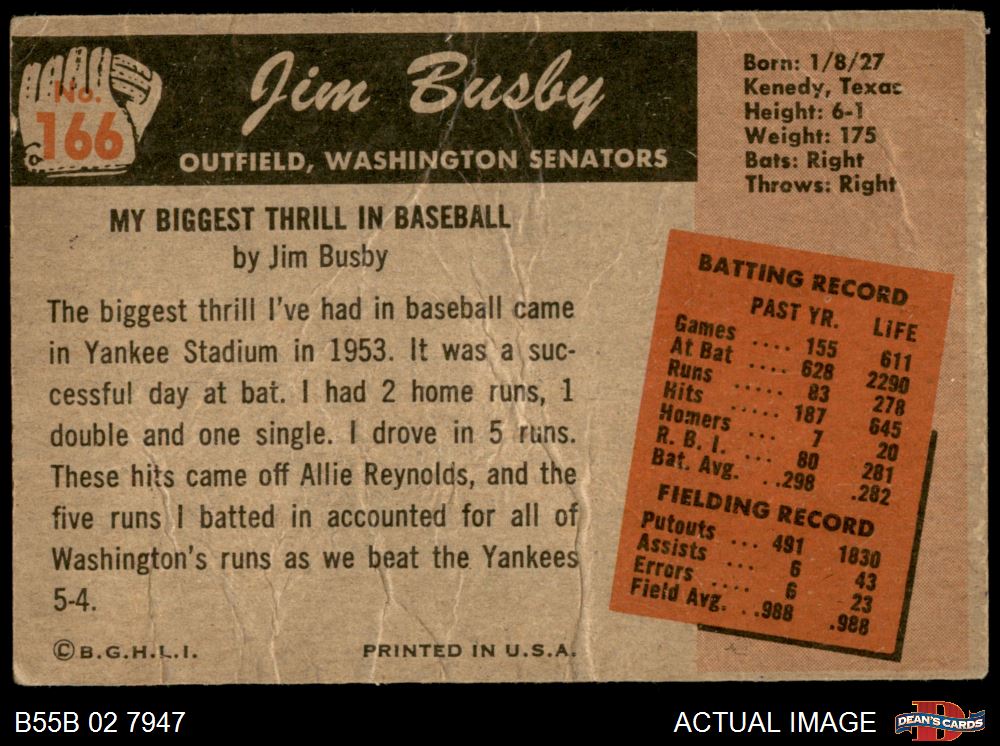 No.
166
Jim Busby
OUTFIELD, WASHINGTON SENATORS
Born: 1/8/27
Kenedy, Texas
Height: 6-1
Weight: 175
Bats: Right
Throws: Right
MY BIGGEST THRILL IN BASEBALL
by Jim Busby
The biggest thrill I've had in baseball came
in Yankee Stadium in 1953. It was a suc-
cessful day at bat. I had 2 home runs, 1
double and one single. I drove in 5 runs.
These hits came off Allie Reynolds, and the
five runs I batted in accounted for all of
Washington's runs as we beat the Yankees
5-4.
BATTING RECORD
PAST YR. LIFE
Games .... 155 611
At Bat .... 628 2290
Runs ..... 83 278
Hits ..... 187 645
Homers ... 7 20
R. B. I. ... 80 281
Bat. Avg. ..298 .282
FIELDING RECORD
Putouts ... 491 1830
Assists ... 6 43
Errors .... 6 23
Field Avg. ..988 .988
© B.G.H.L.I. PRINTED IN U.S.A.
B55B 02 7947 ACTUAL IMAGE
D
DEAN'S CARDS